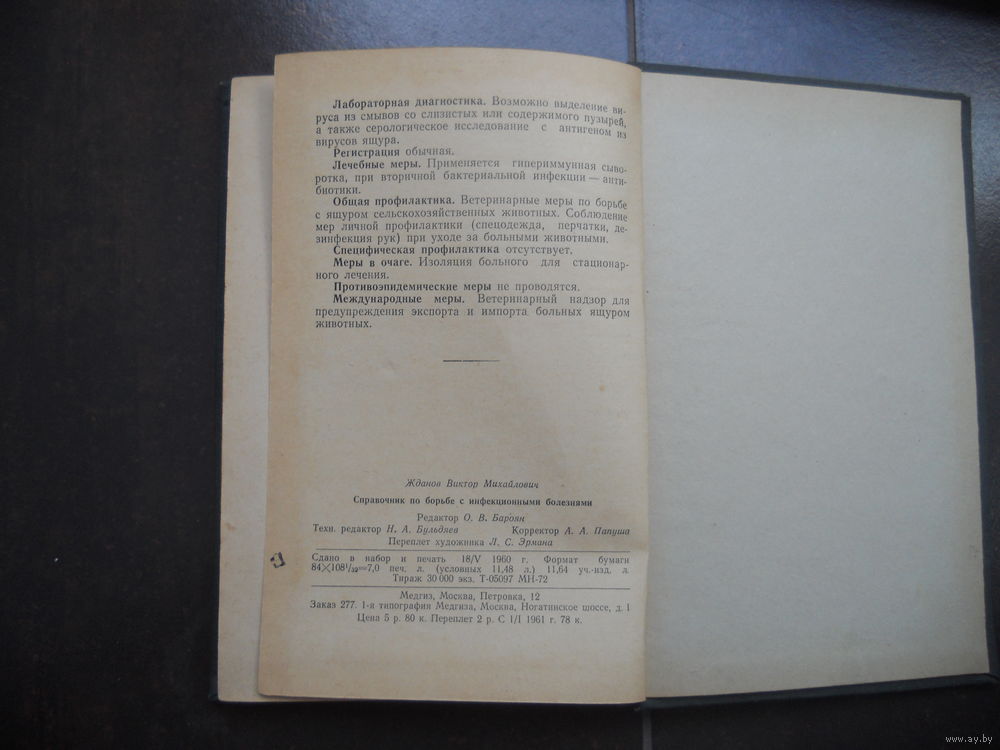 Лабораторная диагностика. Возможно выделение ви-
руса из смывов со слизистых или содержимого пузырей,
а также серологическое исследование с антигеном из
вирусов ящура.
Регистрация обычная.
Лечебные меры. Применяется гипериммунная сыво-
ротка, при вторичной бактериальной инфекции — анти-
биотики.
Общая профилактика. Ветеринарные меры по борьбе
с ящуром сельскохозяйственных животных. Соблюдение
мер личной профилактики (спецодежда, перчатки, де-
зинфекция рук) при уходе за больными животными.
Специфическая профилактика отсутствует.
Меры в очаге. Изоляция больного для стационар-
ного лечения.
Противоэпидемические меры не проводятся.
Международные меры. Ветеринарный надзор для
предупреждения экспорта и импорта больных ящуром
животных.
Жданов Виктор Михайлович
Справочник по борьбе с инфекционными болезнями
Редактор О. В. Бароян
Техн. редактор Н. А. Бульдяев Корректор А. А. Папуша
Переплет художника Л. С. Эрмана
Сдано в набор и печать 18/V 1960 г. Формат бумаги
84×108¹/₃₂=7,0 печ. л. (условных 11,48 л.) 11,64 уч.-изд. л.
Тираж 30 000 экз. Т-05097 МН-72
Медгиз, Москва, Петровка, 12
Заказ 277. 1-я типография Медгиза, Москва, Ногатинское шоссе, д. 1
Цена 5 р. 80 к. Переплет 2 р. С 1/I 1961 г. 78 к.
www.ay.by